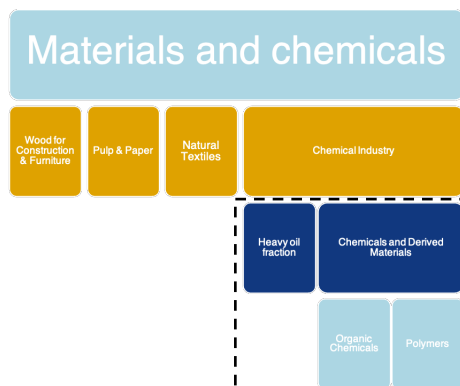 Materials and chemicals
Wood for
Construction
& Furniture
Pulp & Paper
Natural
Textiles
Chemical Industry
Heavy oil
fraction
Chemicals and Derived
Materials
Organic
Chemicals
Polymers